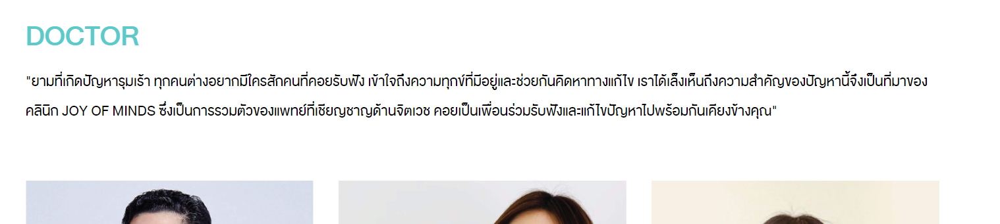 DOCTOR
"ยามที่เกิดปัญหารุมเร้า ทุกคนต่างอยากมีใครสักคนที่คอยรับฟัง เข้าใจถึงความทุกข์ที่มีอยู่และช่วยกันคิดหาทางแก้ไข เราได้เล็งเห็นถึงความสำคัญของปัญหานี้จึงเป็นที่มาของ
คลินิก JOY OF MINDS ซึ่งเป็นการรวมตัวของแพทย์ที่เชียญชาญด้านจิตเวช คอยเป็นเพื่อนร่วมรับฟังและแก้ไขปัญหาไปพร้อมกันเคียงข้างคุณ"